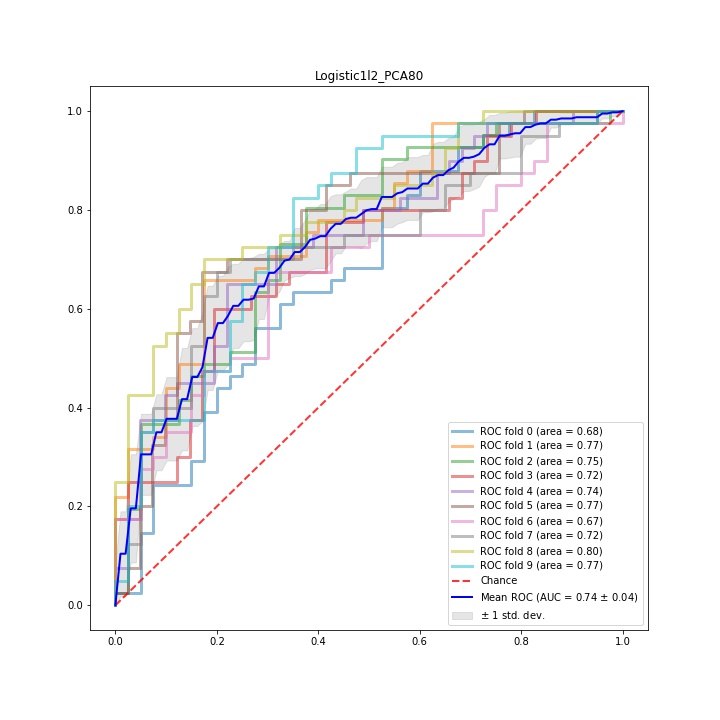 Logistic1l2_PCA80
1.0
0.8
0.6
0.4
0.2
0.0
0.0 0.2 0.4 0.6 0.8 1.0
ROC fold 0 (area = 0.68)
ROC fold 1 (area = 0.77)
ROC fold 2 (area = 0.75)
ROC fold 3 (area = 0.72)
ROC fold 4 (area = 0.74)
ROC fold 5 (area = 0.77)
ROC fold 6 (area = 0.67)
ROC fold 7 (area = 0.72)
ROC fold 8 (area = 0.80)
ROC fold 9 (area = 0.77)
Chance
Mean ROC (AUC = 0.74 ± 0.04)
± 1 std. dev.